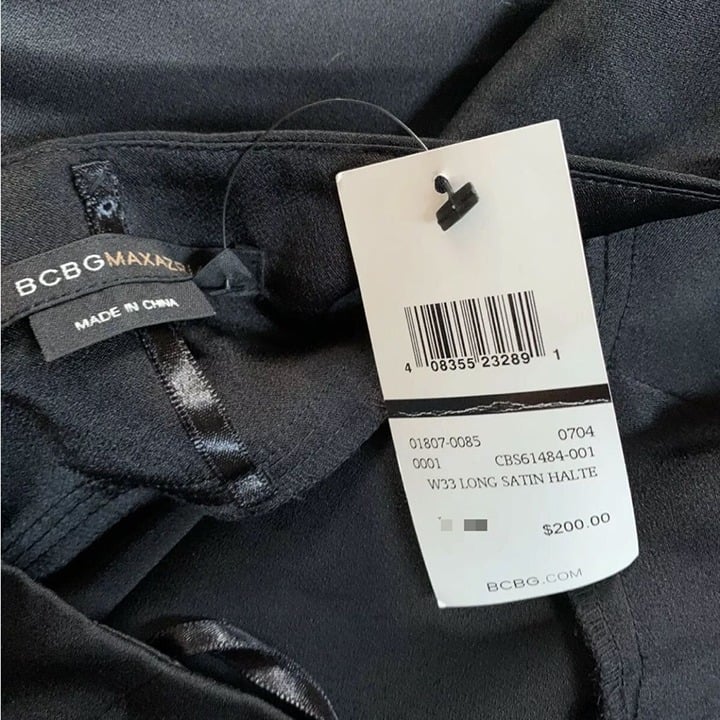 BCBGMAXAZR
MADE IN CHINA
4 08355 23289 1
01807-0085 0704
0001 CBS61484-001
W33 LONG SATIN HALTE
$200.00
BCBG.COM